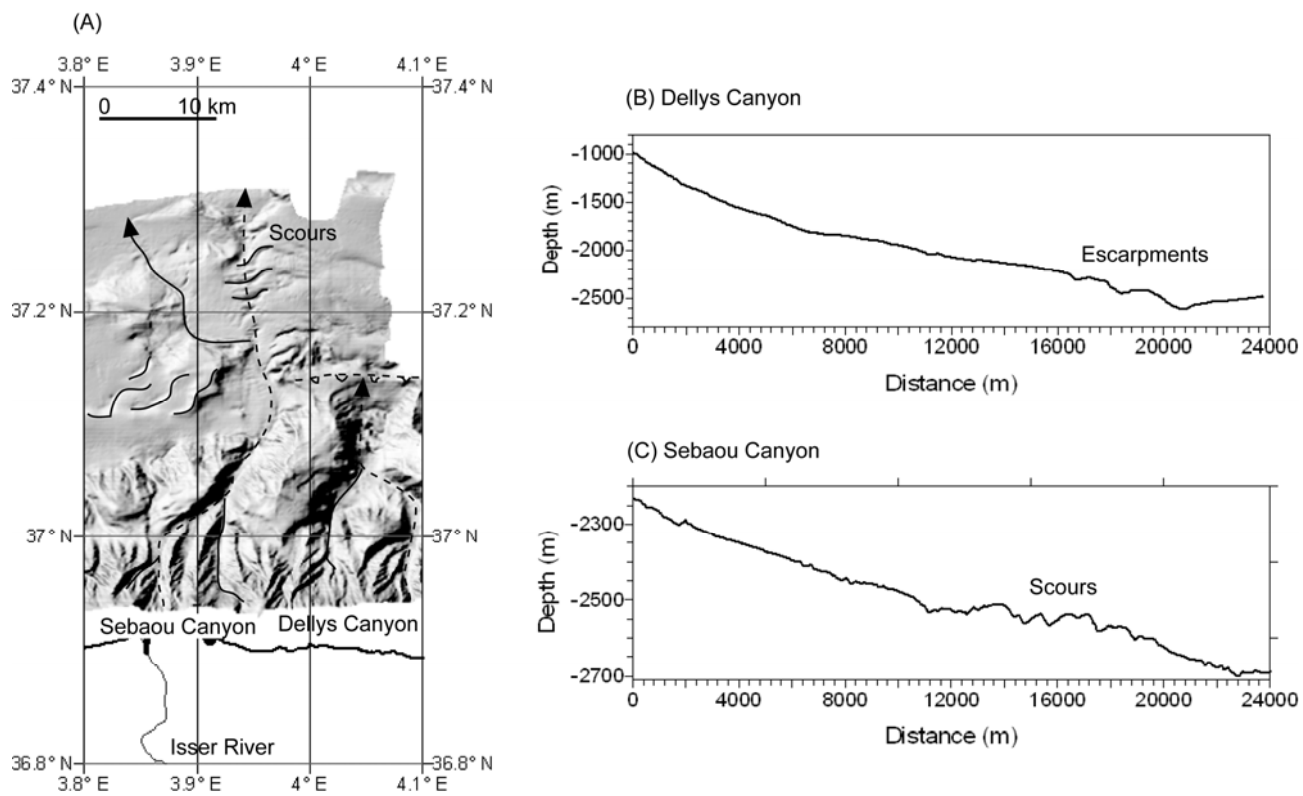 (A)
3.8° E 3.9° E 4° E 4.1° E
37.4° N 37.4° N
0 10 km
Scours
37.2° N 37.2° N
37° N 37° N
Sebaou Canyon Dellys Canyon
Isser River
36.8° N 36.8° N
3.8° E 3.9° E 4° E 4.1° E
(B) Dellys Canyon
Depth (m)
-1000
-1500
-2000
-2500
Escarpments
0 4000 8000 12000 16000 20000 24000
Distance (m)
(C) Sebaou Canyon
Depth (m)
-2300
-2500
-2700
Scours
0 4000 8000 12000 16000 20000 24000
Distance (m)